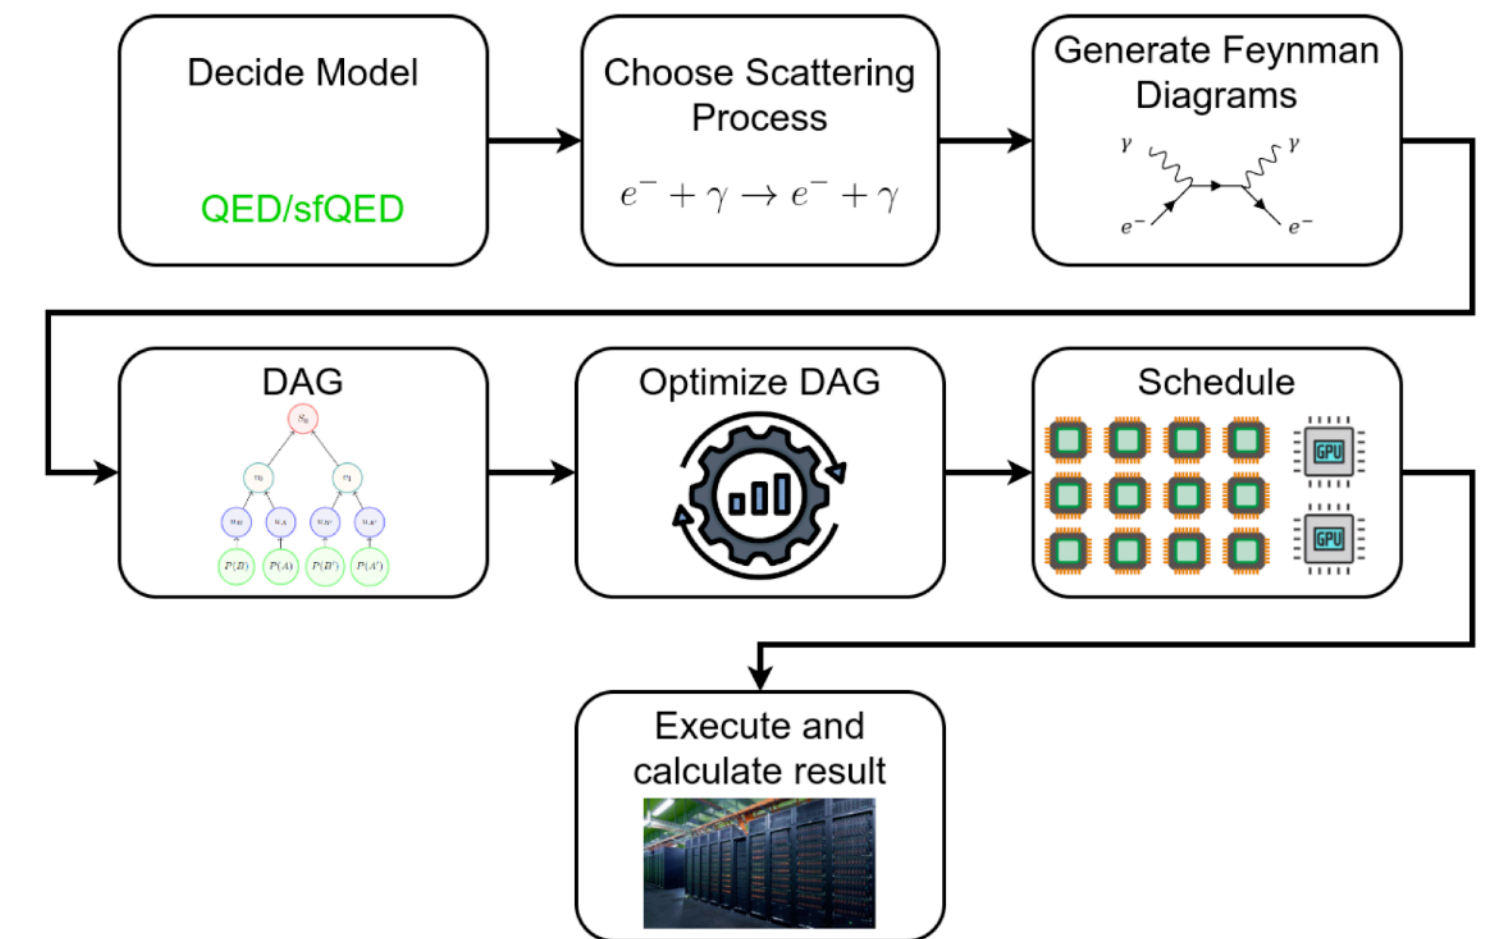 Decide Model
QED/sfQED
Choose Scattering
Process
e⁻ + γ → e⁻ + γ
Generate Feynman
Diagrams
γ γ
e⁻ e⁻
DAG
P(B) P(A) P(B') P(A')
Optimize DAG
Schedule
GPU
GPU
Execute and
calculate result